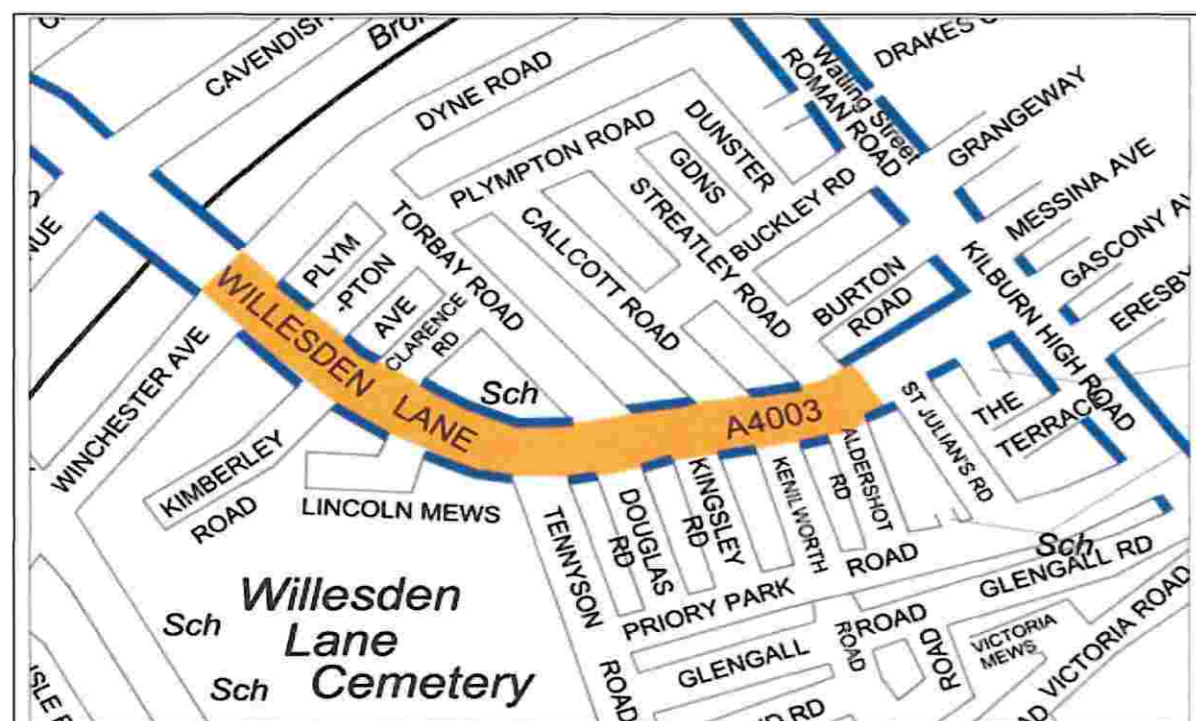 CAVENDISH
DYNE ROAD
PLYMPTON ROAD
DUNSTER
GDNS
Watling Street
ROMAN ROAD
DRAKES
GRANGEWAY
MESSINA AVE
GASCONY
ERESBY
BUCKLEY RD
STREATLEY ROAD
CALLCOTT ROAD
TORBAY ROAD
PLYM
-PTON
AVE
CLARENCE
RD
BURTON
ROAD
KILBURN HIGH ROAD
WILLESDEN LANE
A4003
Sch
WINCHESTER AVE
KIMBERLEY
ROAD
LINCOLN MEWS
TENNYSON
ROAD
DOUGLAS
RD
KINGSLEY
RD
KENILWORTH
ROAD
ALDERSHOT
RD
ST JULIAN'S RD
THE
TERRACE
PRIORY PARK
ROAD
Sch
GLENGALL RD
GLENGALL
ROAD
ROAD
VICTORIA
MEWS
VICTORIA ROAD
Willesden
Lane
Cemetery
Sch
Sch
RD